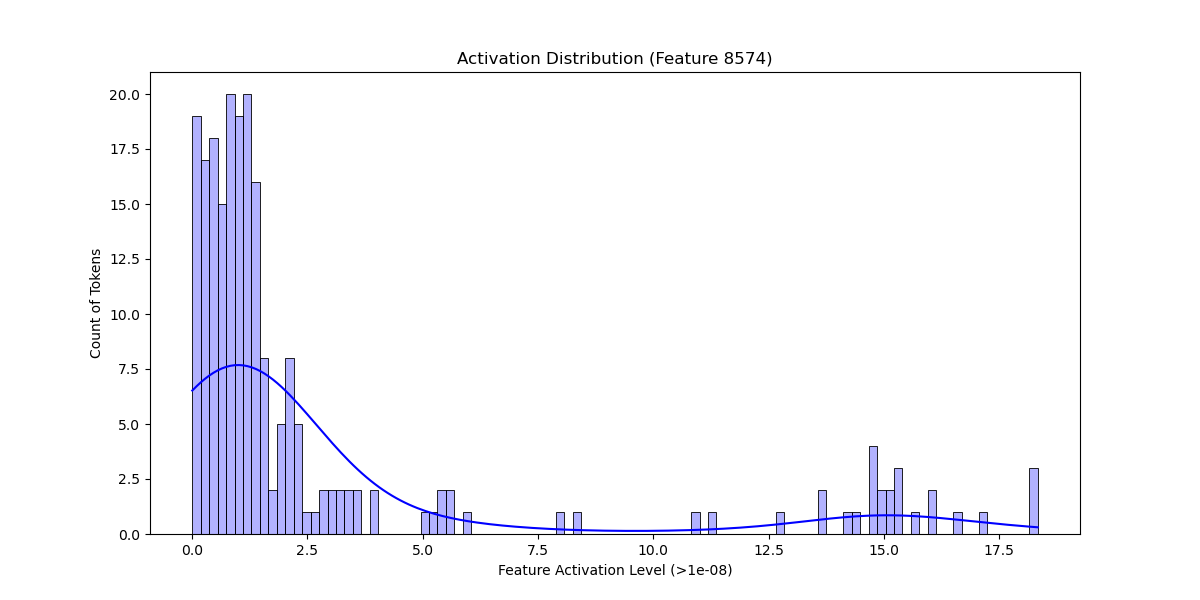 Activation Distribution (Feature 8574)
20.0
17.5
15.0
12.5
10.0
7.5
5.0
2.5
0.0
Count of Tokens
0.0 2.5 5.0 7.5 10.0 12.5 15.0 17.5
Feature Activation Level (>1e-08)